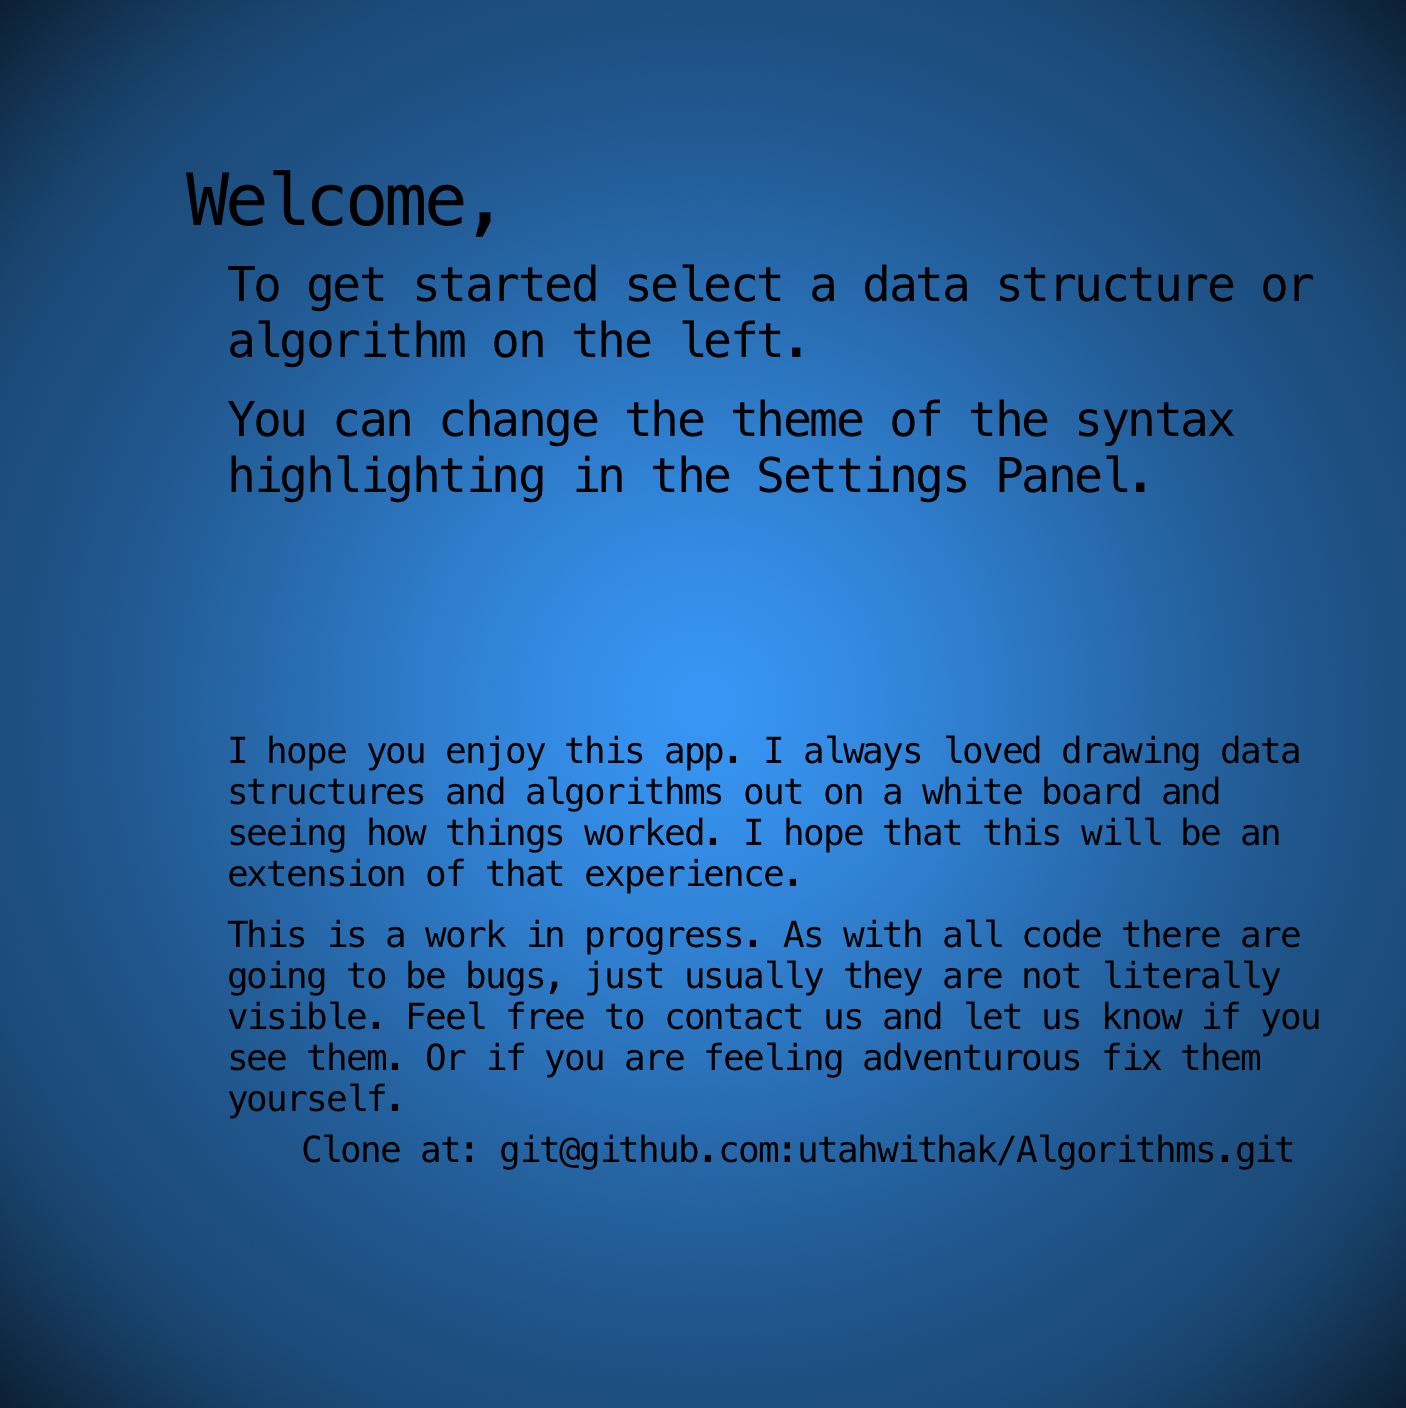 Welcome,
To get started select a data structure or
algorithm on the left.
You can change the theme of the syntax
highlighting in the Settings Panel.
I hope you enjoy this app. I always loved drawing data
structures and algorithms out on a white board and
seeing how things worked. I hope that this will be an
extension of that experience.
This is a work in progress. As with all code there are
going to be bugs, just usually they are not literally
visible. Feel free to contact us and let us know if you
see them. Or if you are feeling adventurous fix them
yourself.
Clone at: git@github.com:utahwithak/Algorithms.git